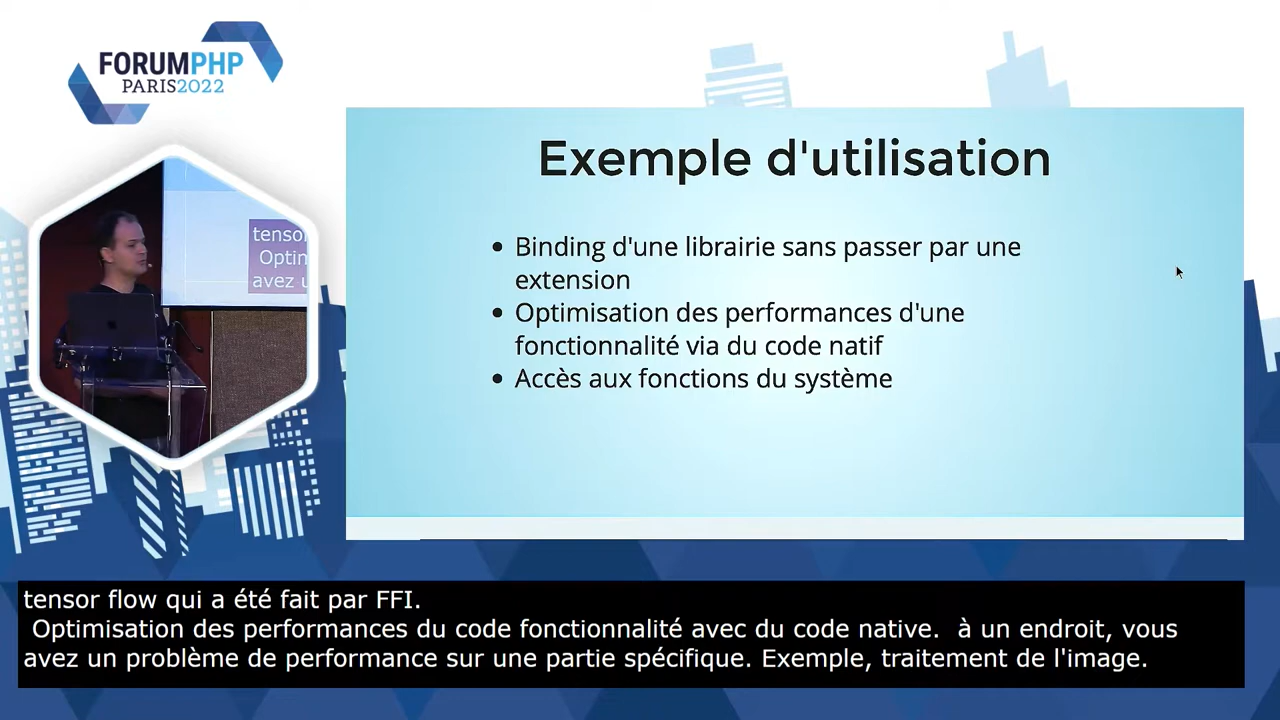 FORUMPHP
PARIS2022
Exemple d'utilisation
• Binding d'une librairie sans passer par une
extension
• Optimisation des performances d'une
fonctionnalité via du code natif
• Accès aux fonctions du système
tensor
Optin
avez u
tensor flow qui a été fait par FFI.
Optimisation des performances du code fonctionnalité avec du code native.  à un endroit, vous
avez un problème de performance sur une partie spécifique. Exemple, traitement de l'image.